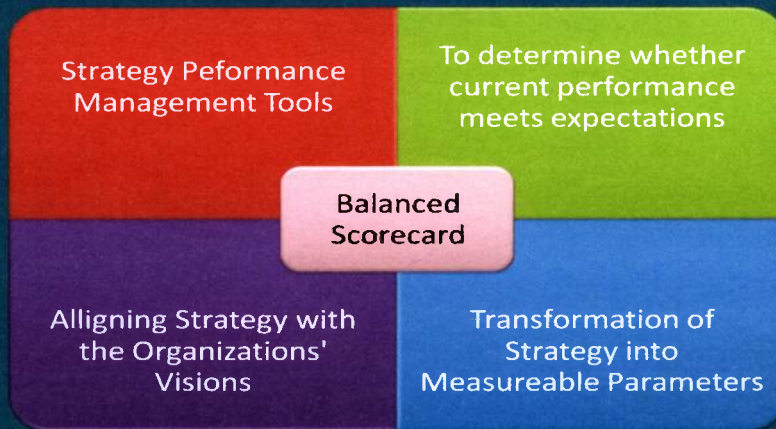 Strategy Peformance
Management Tools
To determine whether
current performance
meets expectations
Balanced
Scorecard
Alligning Strategy with
the Organizations'
Visions
Transformation of
Strategy into
Measureable Parameters